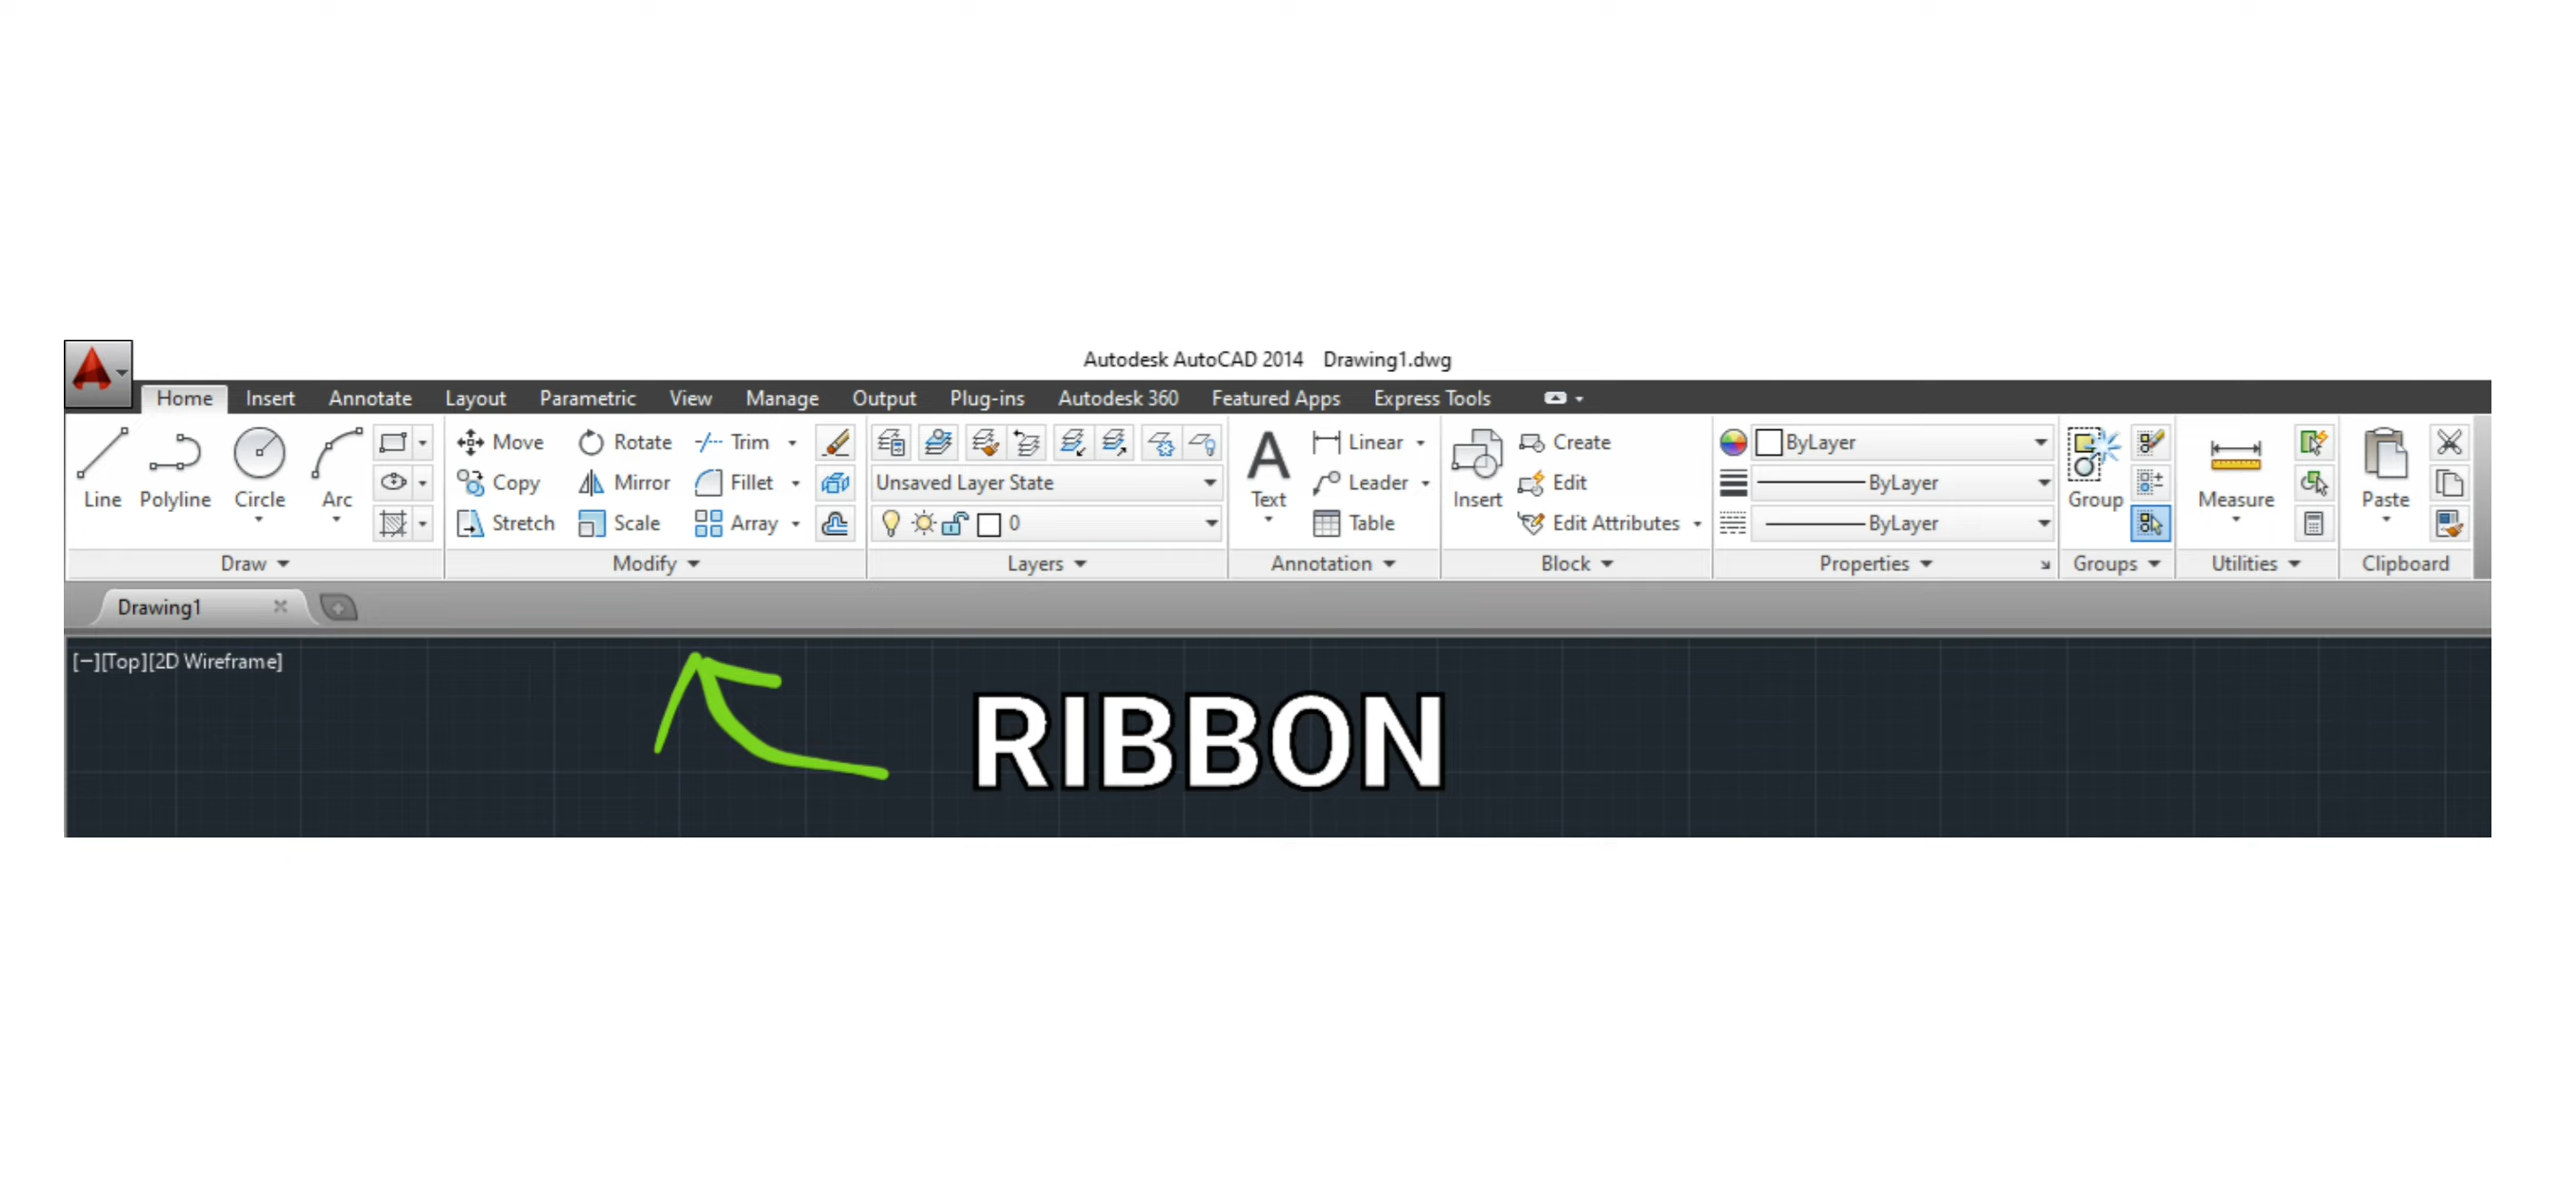 Autodesk AutoCAD 2014 Drawing1.dwg
Home Insert Annotate Layout Parametric View Manage Output Plug-ins Autodesk 360 Featured Apps Express Tools
Move Rotate Trim Linear Create ByLayer
Copy Mirror Fillet Unsaved Layer State Leader Edit ByLayer
Line Polyline Circle Arc Text Insert Group Measure Paste
Stretch Scale Array 0 Table Edit Attributes ByLayer
Draw Modify Layers Annotation Block Properties Groups Utilities Clipboard
Drawing1
[−][Top][2D Wireframe]
RIBBON